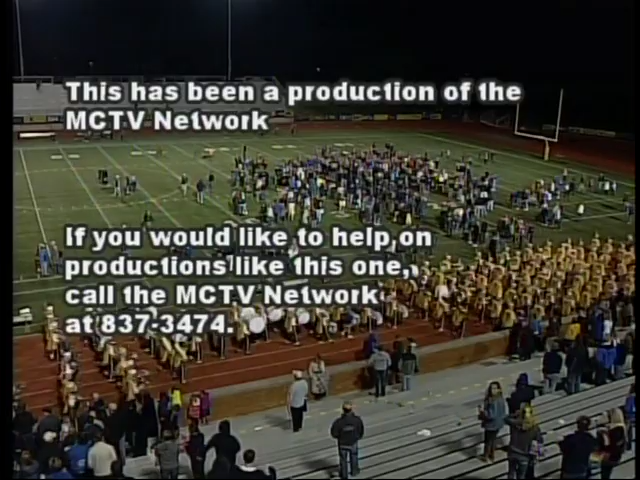 This has been a production of the
MCTV Network
If you would like to help on
productions like this one,
call the MCTV Network
at 837-3474.